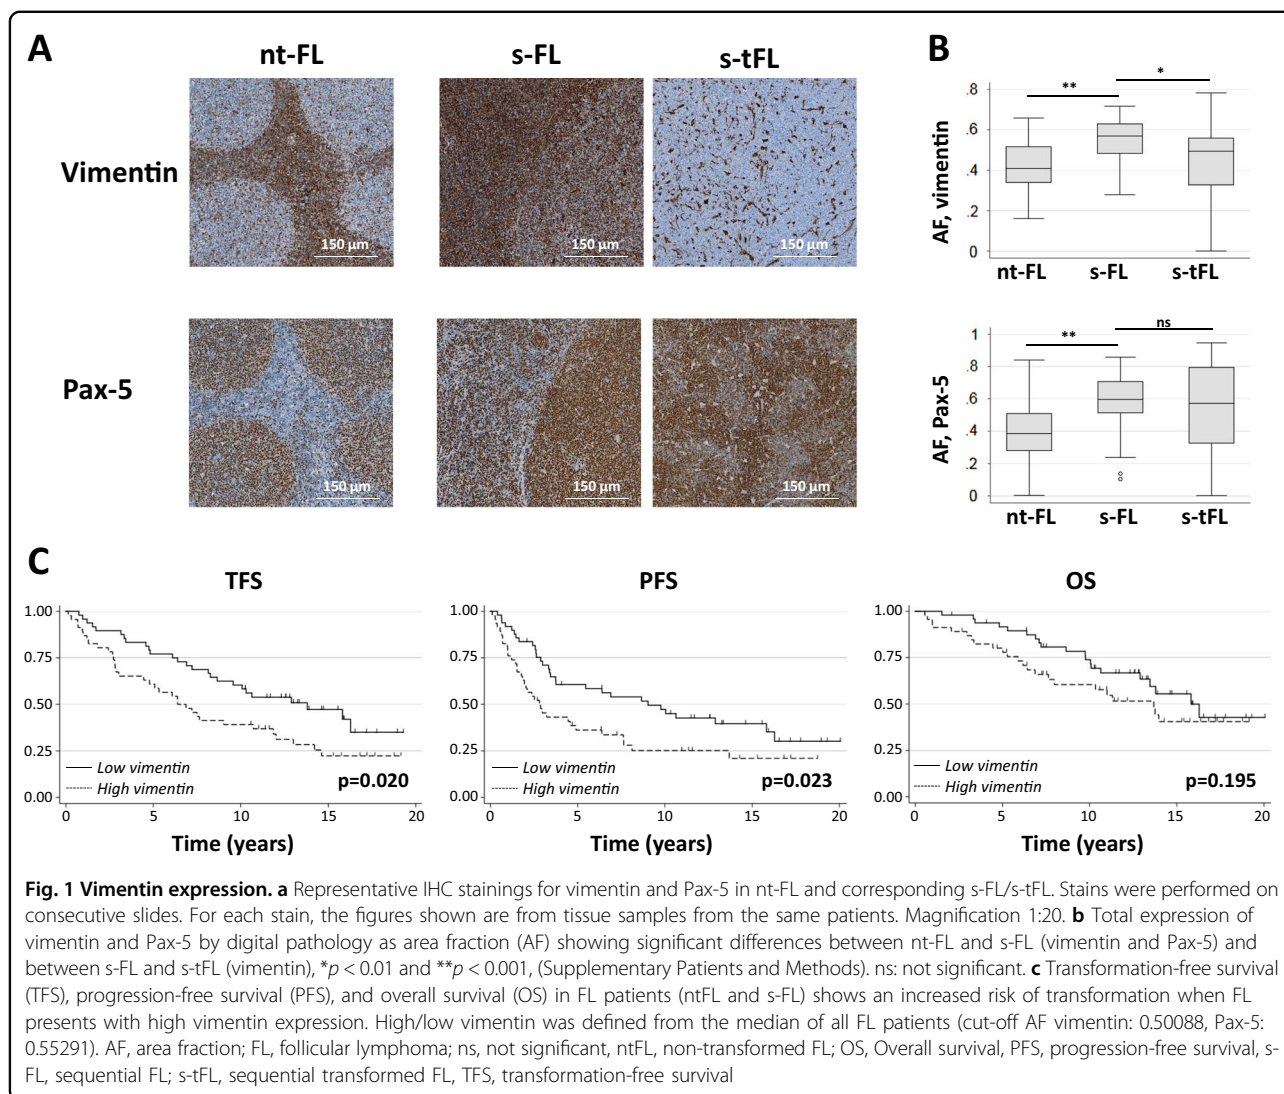 A
nt-FL
s-FL
s-tFL
Vimentin
150 µm
150 µm
150 µm
Pax-5
150 µm
150 µm
150 µm
B
AF, vimentin
.8
.6
.4
.2
0
**
*
nt-FL
s-FL
s-tFL
AF, Pax-5
1
.8
.6
.4
.2
0
**
ns
nt-FL
s-FL
s-tFL
C
TFS
1.00
0.75
0.50
0.25
0.00
Low vimentin
High vimentin
p=0.020
0
5
10
15
20
Time (years)
PFS
1.00
0.75
0.50
0.25
0.00
Low vimentin
High vimentin
p=0.023
0
5
10
15
20
Time (years)
OS
1.00
0.75
0.50
0.25
0.00
Low vimentin
High vimentin
p=0.195
0
5
10
15
20
Time (years)
Fig. 1 Vimentin expression. a Representative IHC stainings for vimentin and Pax-5 in nt-FL and corresponding s-FL/s-tFL. Stains were performed on
consecutive slides. For each stain, the figures shown are from tissue samples from the same patients. Magnification 1:20. b Total expression of
vimentin and Pax-5 by digital pathology as area fraction (AF) showing significant differences between nt-FL and s-FL (vimentin and Pax-5) and
between s-FL and s-tFL (vimentin), *p < 0.01 and **p < 0.001, (Supplementary Patients and Methods). ns: not significant. c Transformation-free survival
(TFS), progression-free survival (PFS), and overall survival (OS) in FL patients (ntFL and s-FL) shows an increased risk of transformation when FL
presents with high vimentin expression. High/low vimentin was defined from the median of all FL patients (cut-off AF vimentin: 0.50088, Pax-5:
0.55291). AF, area fraction; FL, follicular lymphoma; ns, not significant, ntFL, non-transformed FL; OS, Overall survival, PFS, progression-free survival, s-
FL, sequential FL; s-tFL, sequential transformed FL, TFS, transformation-free survival